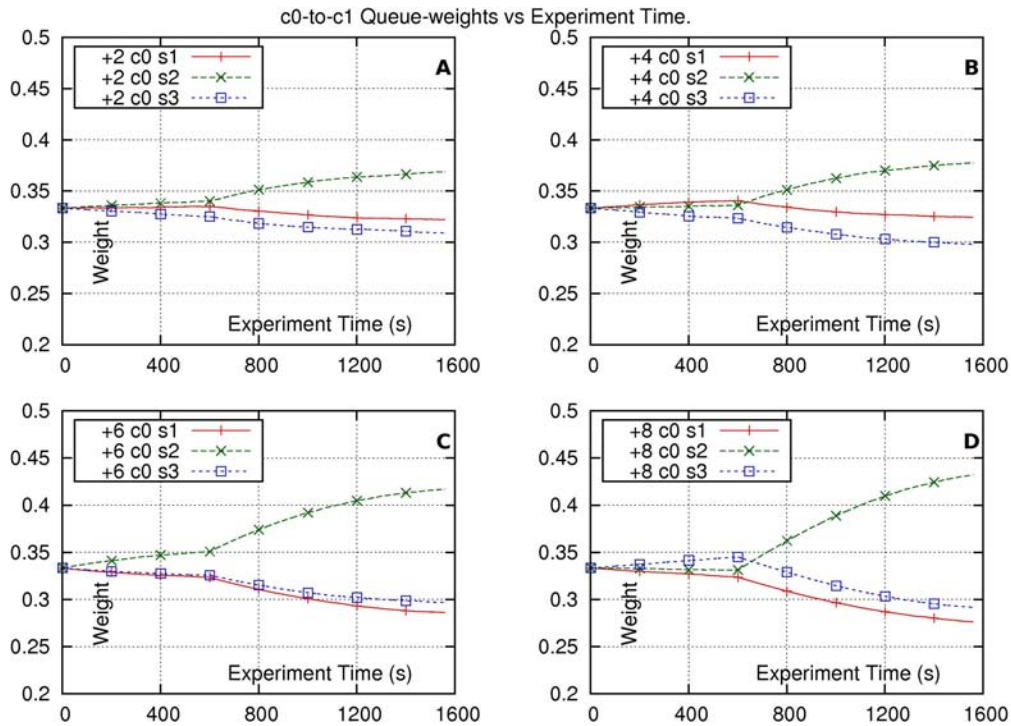 c0-to-c1 Queue-weights vs Experiment Time.
0.5
0.45
0.4
0.35
0.3
0.25
0.2
0 400 800 1200 1600
+2 c0 s1
+2 c0 s2
+2 c0 s3
A
Weight
Experiment Time (s)
0.5
0.45
0.4
0.35
0.3
0.25
0.2
0 400 800 1200 1600
+4 c0 s1
+4 c0 s2
+4 c0 s3
B
Weight
Experiment Time (s)
0.5
0.45
0.4
0.35
0.3
0.25
0.2
0 400 800 1200 1600
+6 c0 s1
+6 c0 s2
+6 c0 s3
C
Weight
Experiment Time (s)
0.5
0.45
0.4
0.35
0.3
0.25
0.2
0 400 800 1200 1600
+8 c0 s1
+8 c0 s2
+8 c0 s3
D
Weight
Experiment Time (s)